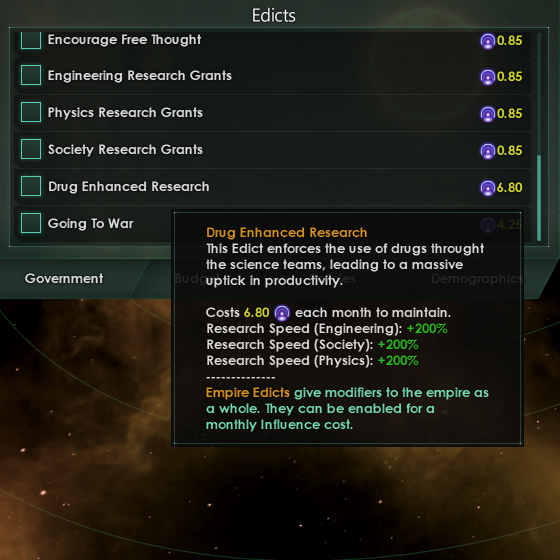 Edicts
Encourage Free Thought 0.85
Engineering Research Grants 0.85
Physics Research Grants 0.85
Society Research Grants 0.85
Drug Enhanced Research 6.80
Going To War 4.25
Drug Enhanced Research
This Edict enforces the use of drugs throught
the science teams, leading to a massive
uptick in productivity.
Costs 6.80 each month to maintain.
Research Speed (Engineering): +200%
Research Speed (Society): +200%
Research Speed (Physics): +200%
--------------
Empire Edicts give modifiers to the empire as
a whole. They can be enabled for a
monthly Influence cost.
Government Demographics